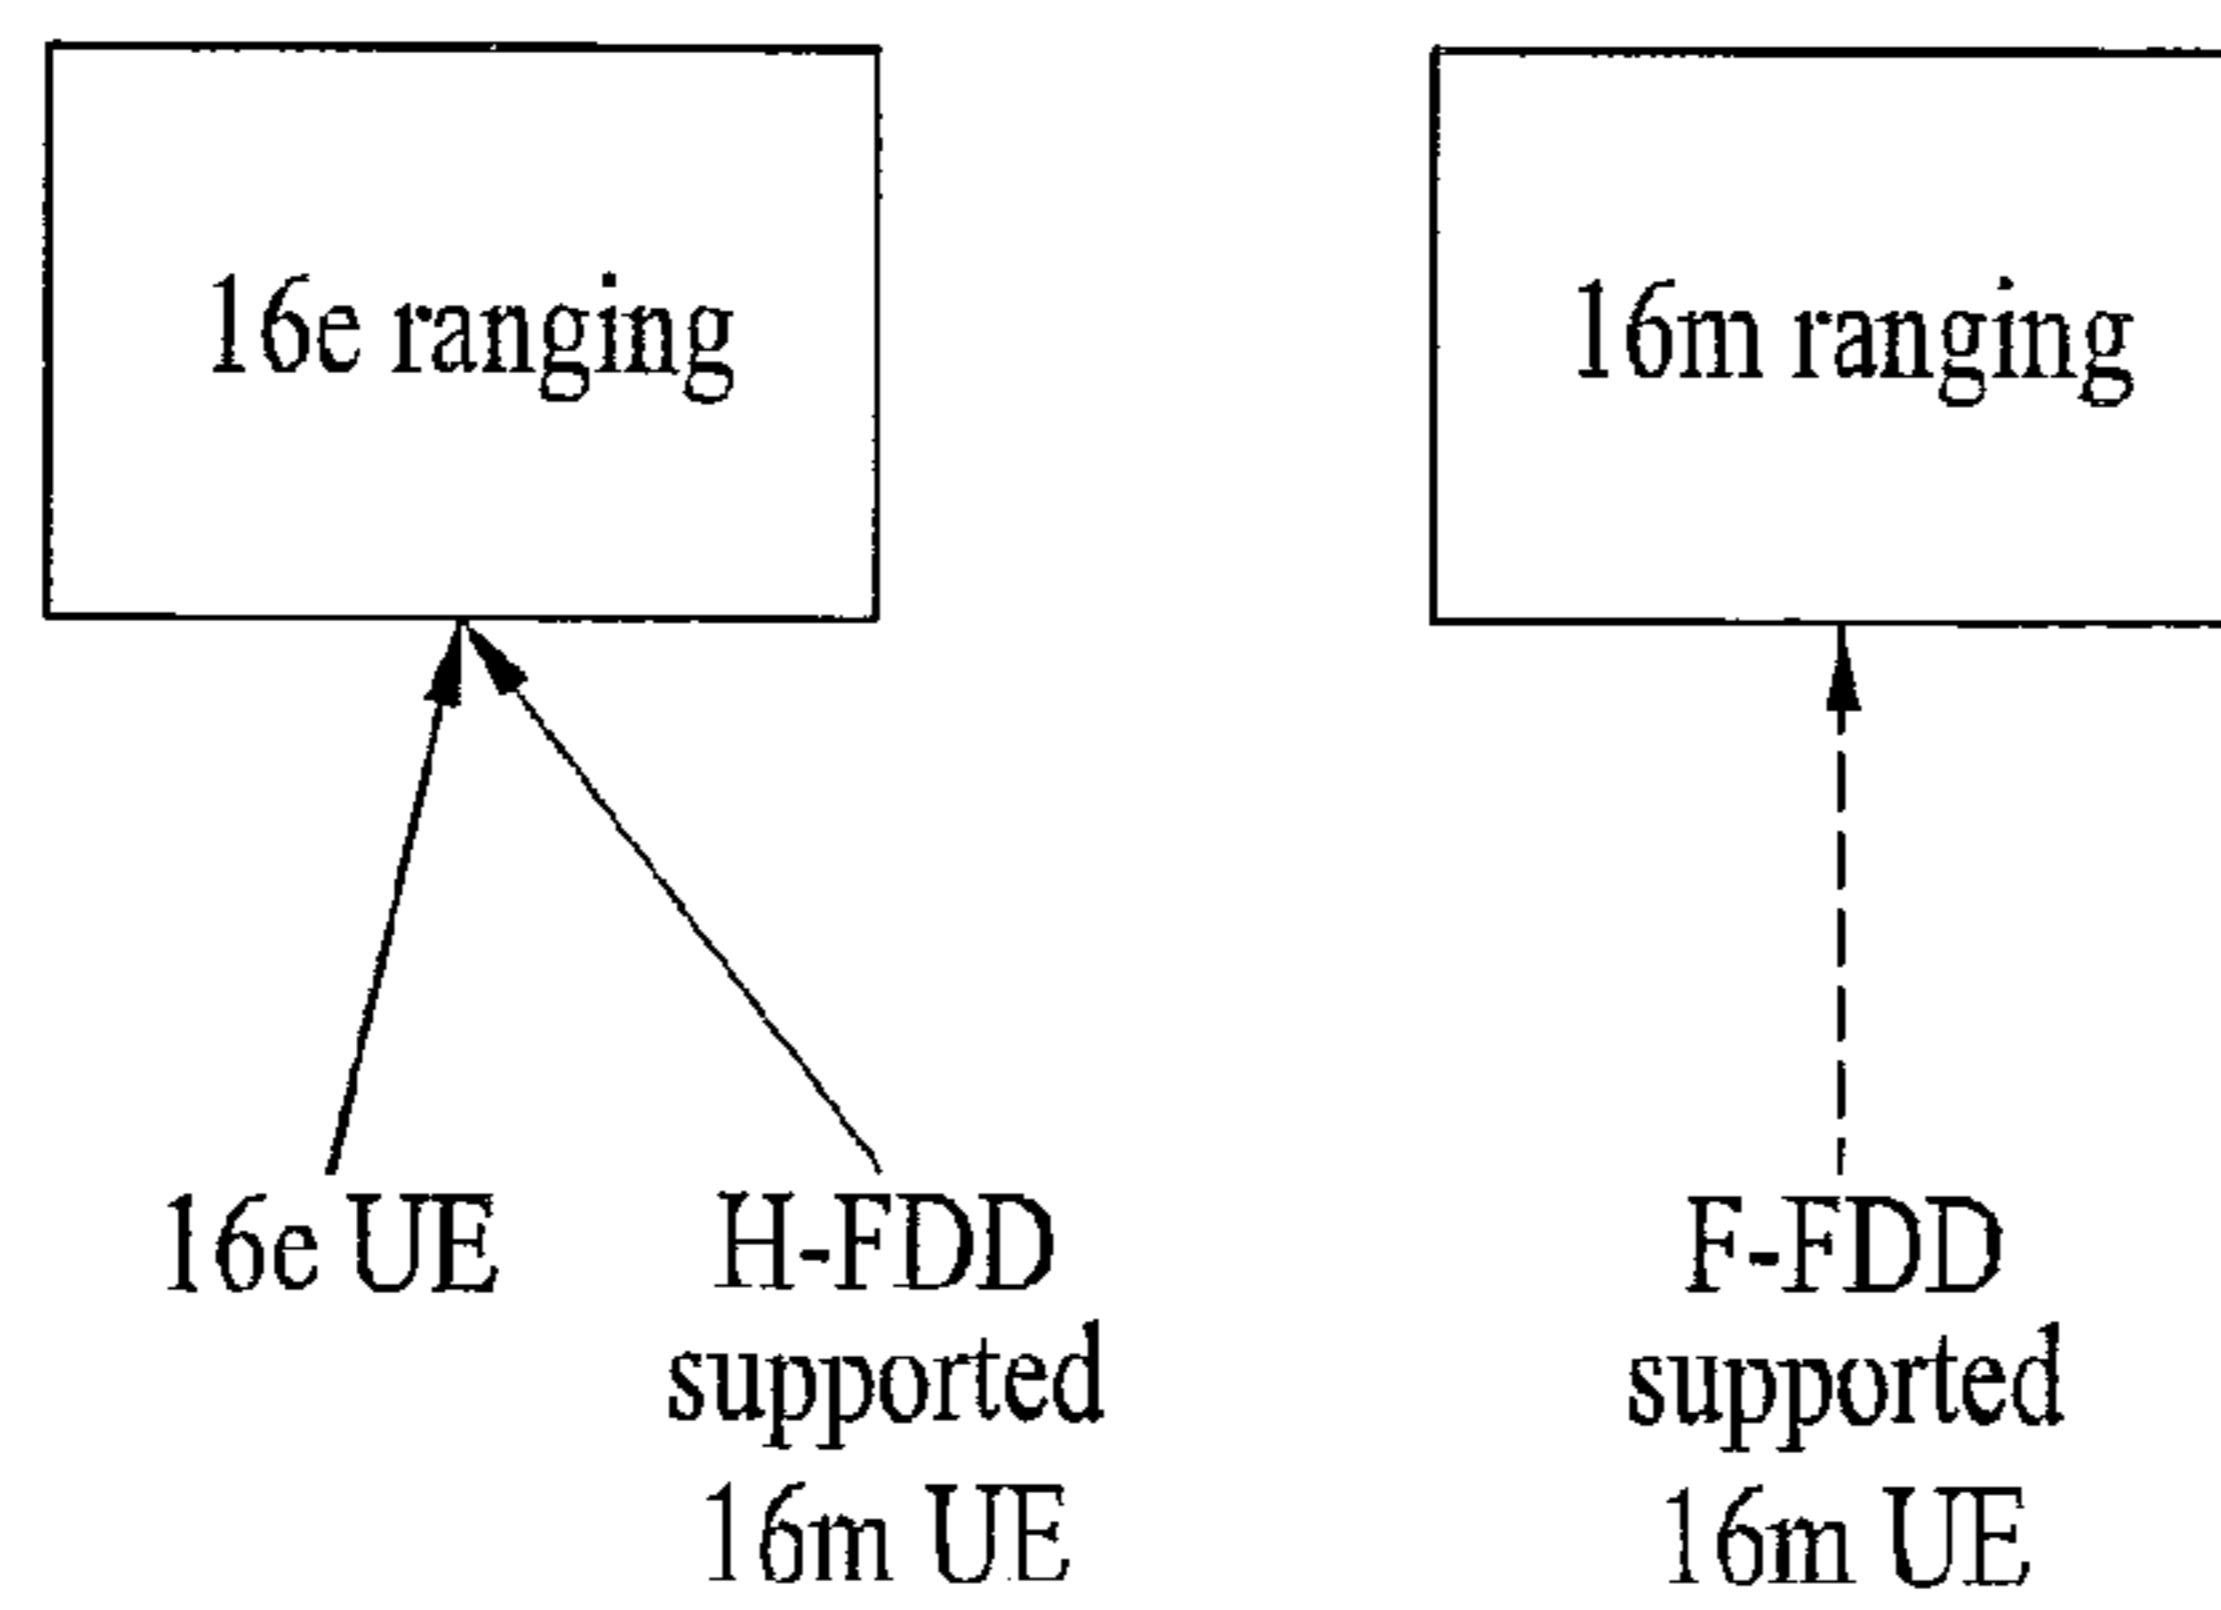 16e ranging
16m ranging
16e UE
H-FDD
supported
16m UE
F-FDD
supported
16m UE